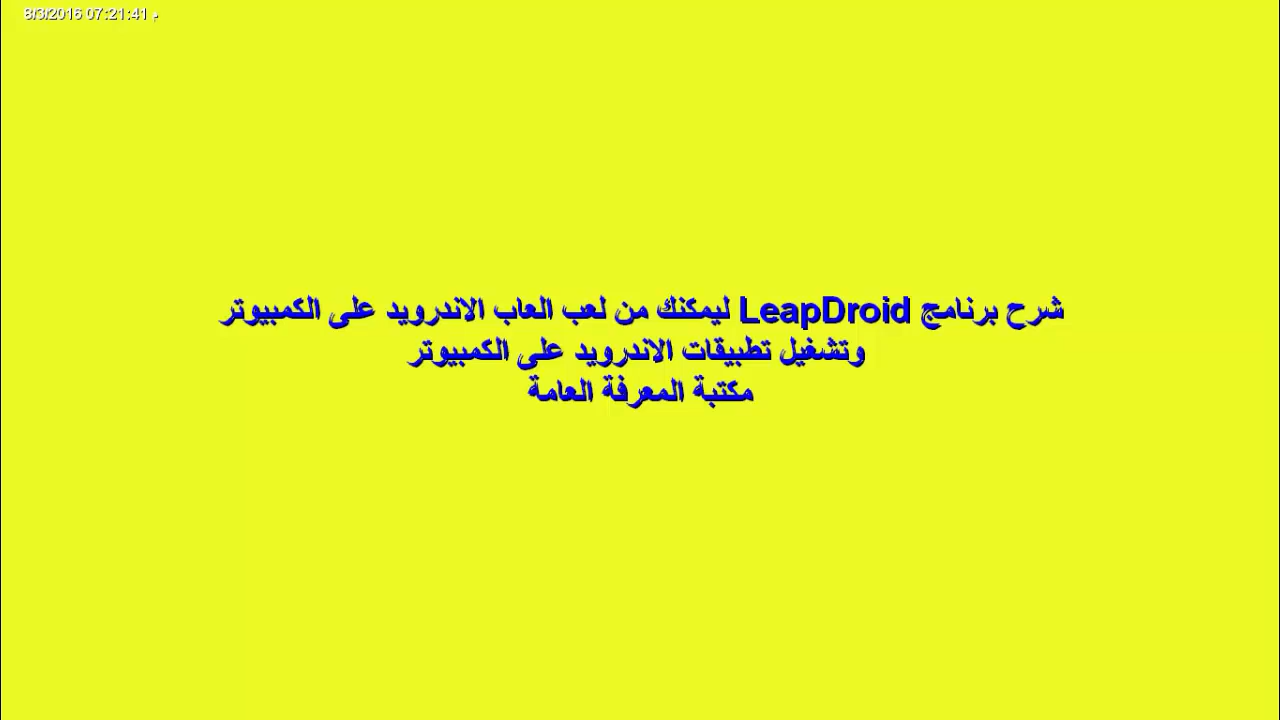 8/3/2016 07:21:41 م
شرح برنامج LeapDroid ليمكنك من لعب العاب الاندرويد على الكمبيوتر
وتشغيل تطبيقات الاندرويد على الكمبيوتر
مكتبة المعرفة العامة